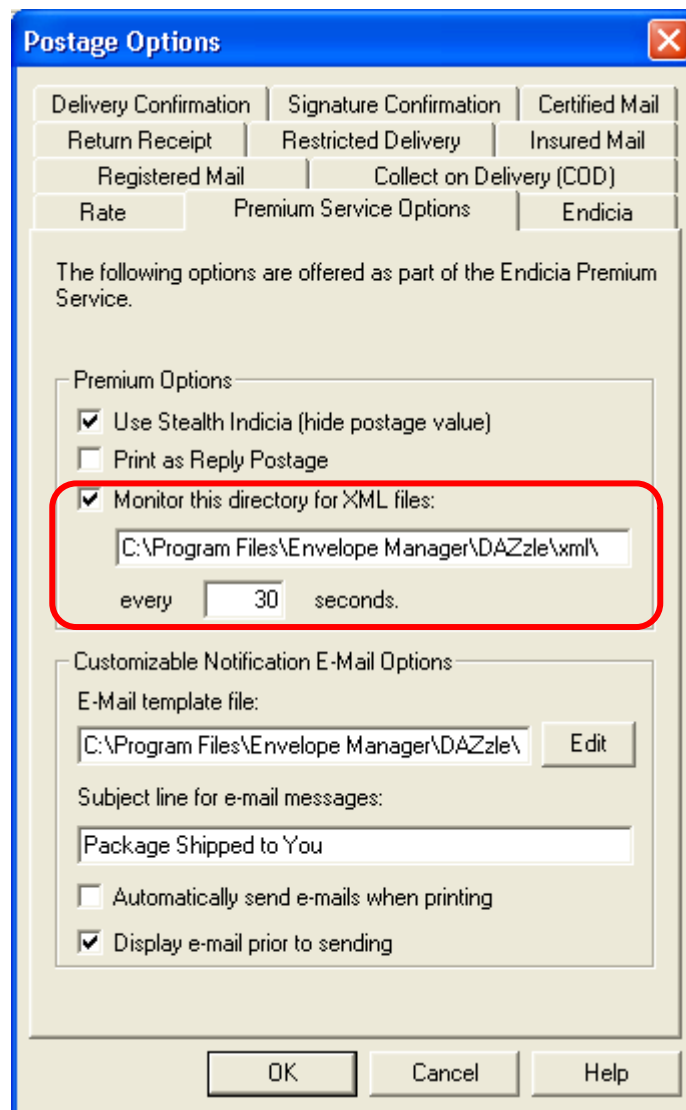 Postage Options
Delivery Confirmation Signature Confirmation Certified Mail
Return Receipt Restricted Delivery Insured Mail
Registered Mail Collect on Delivery (COD)
Rate Premium Service Options Endicia
The following options are offered as part of the Endicia Premium
Service.
Premium Options
Use Stealth Indicia (hide postage value)
Print as Reply Postage
Monitor this directory for XML files:
C:\Program Files\Envelope Manager\DAZzle\xml\
every 30 seconds.
Customizable Notification E-Mail Options
E-Mail template file:
C:\Program Files\Envelope Manager\DAZzle\ Edit
Subject line for e-mail messages:
Package Shipped to You
Automatically send e-mails when printing
Display e-mail prior to sending
OK Cancel Help